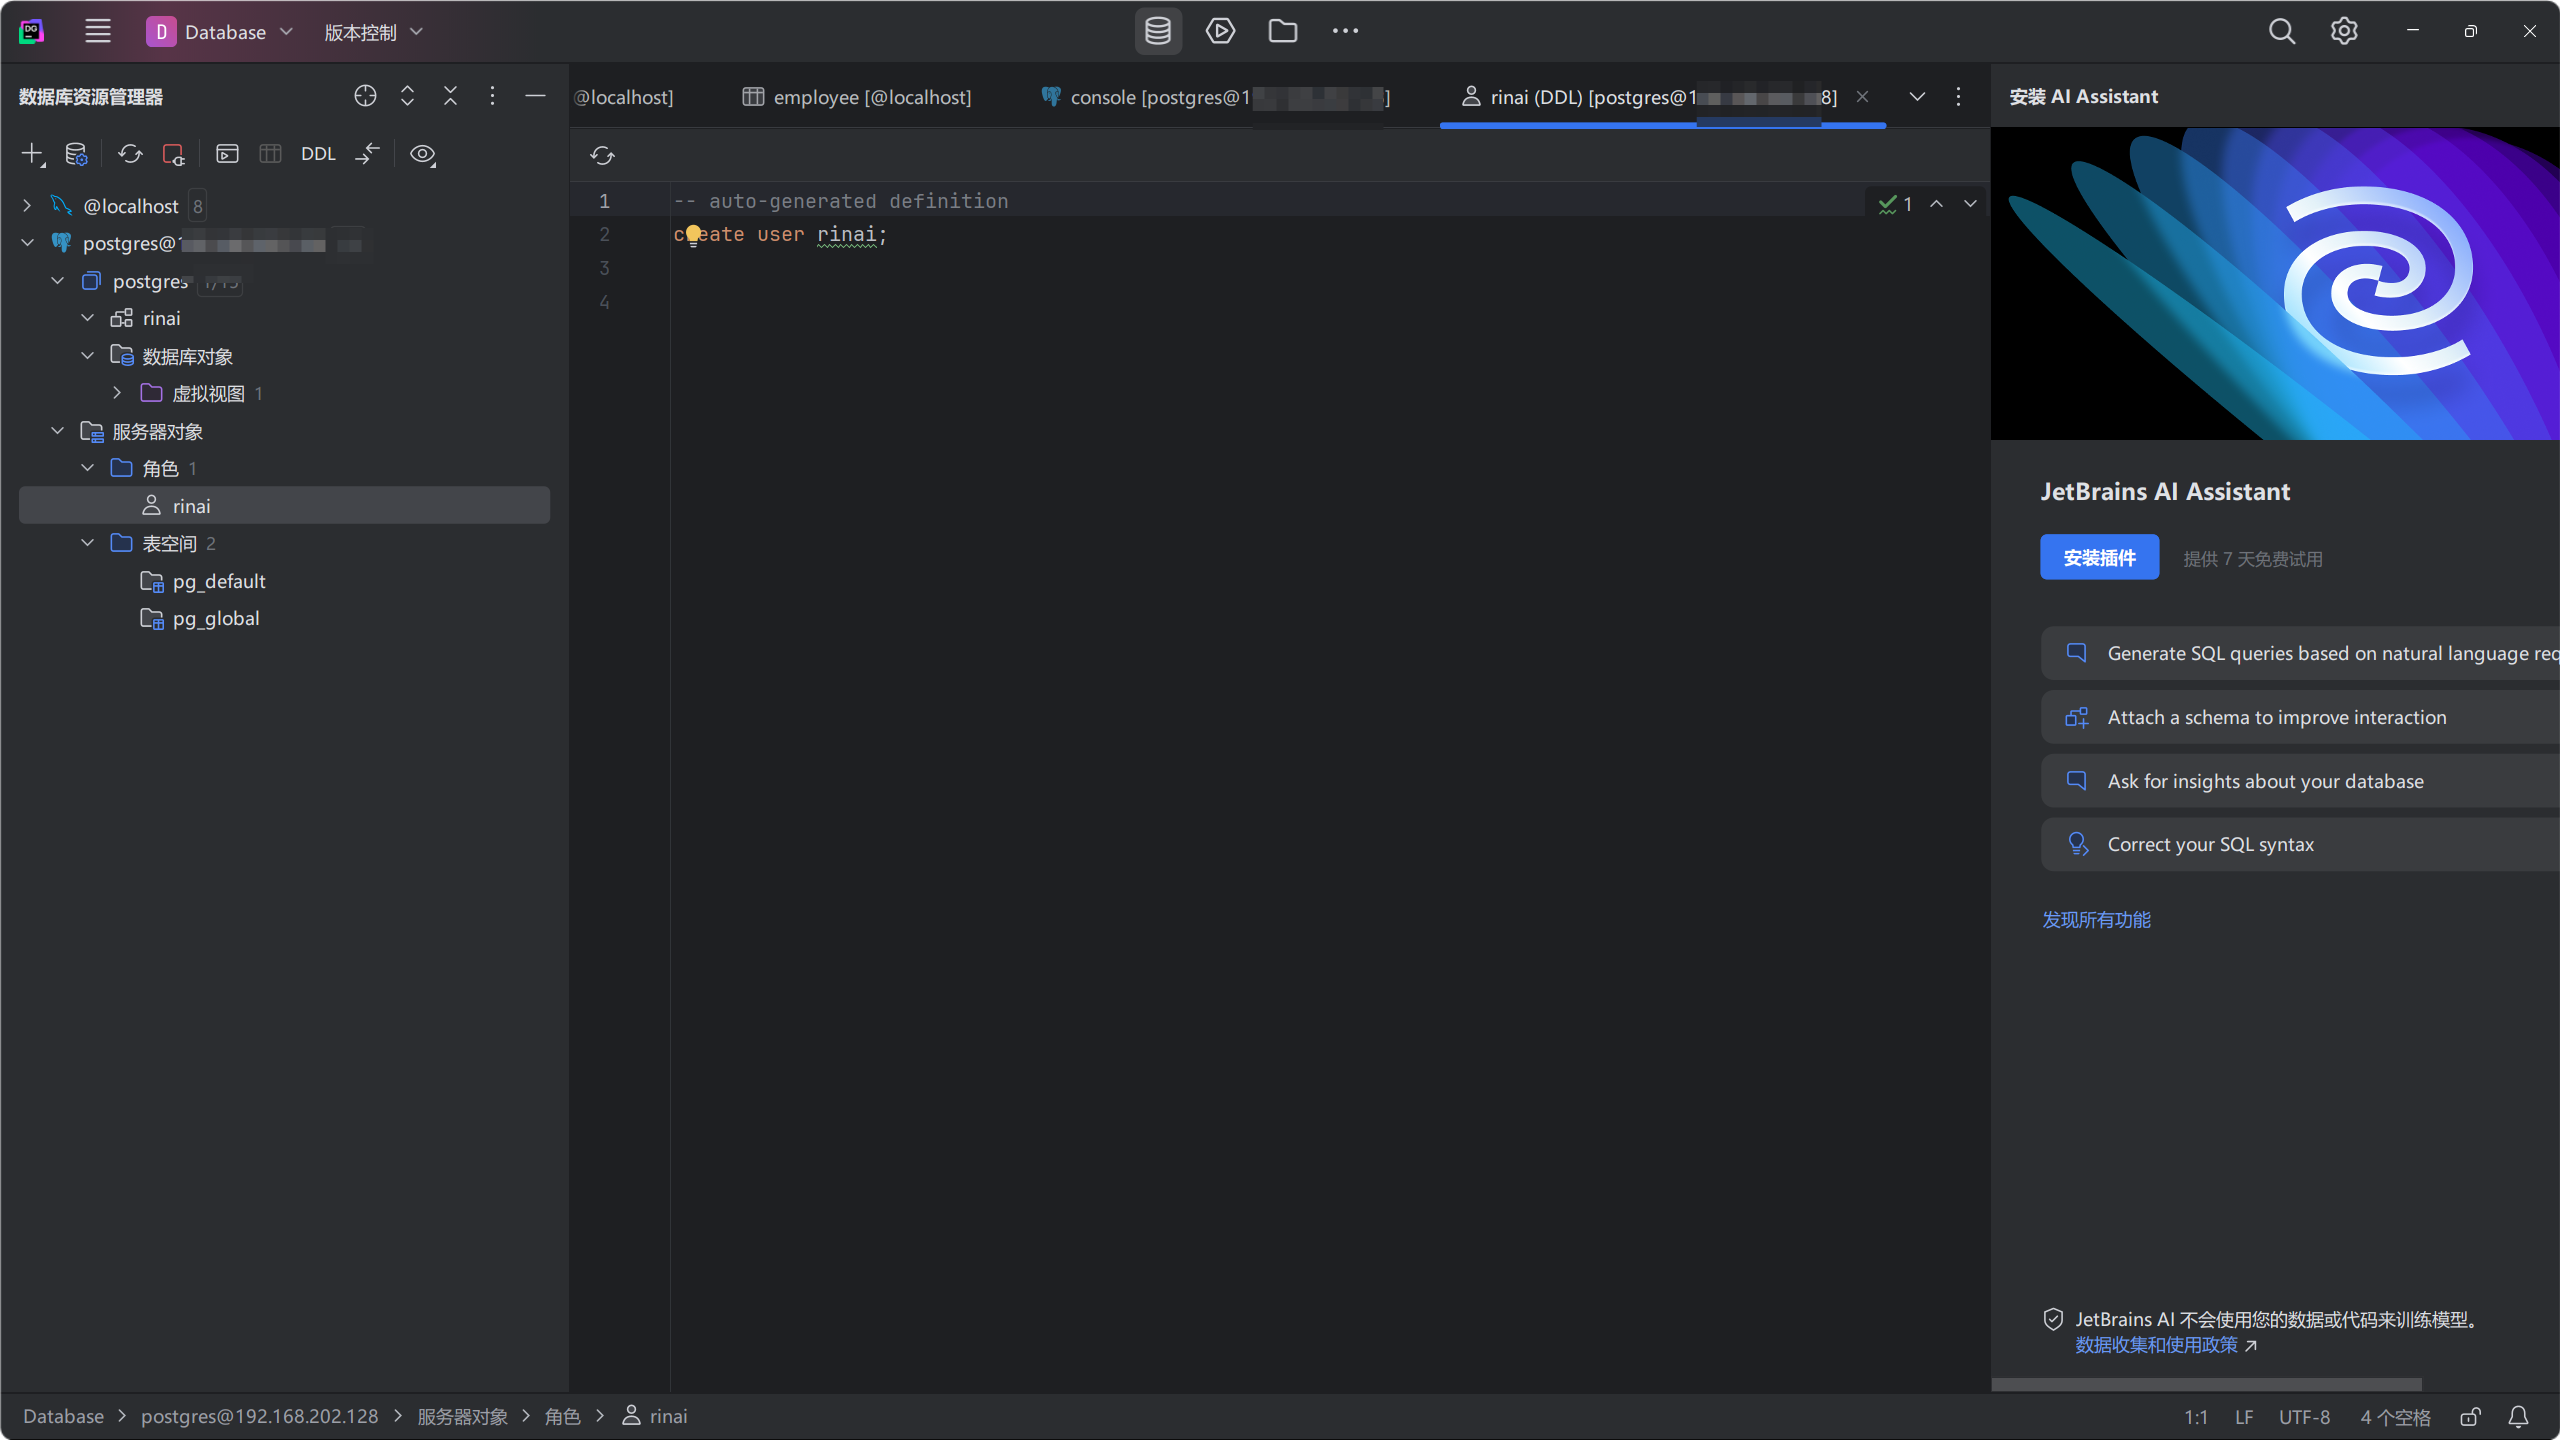 D Database 版本控制
数据库资源管理器
DDL
@localhost 8
postgres@
postgres
rinai
数据库对象
虚拟视图 1
服务器对象
角色 1
rinai
表空间 2
pg_default
pg_global
@localhost]
employee [@localhost]
console [postgres@1 ]
rinai (DDL) [postgres@1 8]
1 -- auto-generated definition
2 create user rinai;
3
4
1
安装 AI Assistant
JetBrains AI Assistant
安装插件 提供 7 天免费试用
Generate SQL queries based on natural language req
Attach a schema to improve interaction
Ask for insights about your database
Correct your SQL syntax
发现所有功能
JetBrains AI 不会使用您的数据或代码来训练模型。
数据收集和使用政策
Database postgres@192.168.202.128 服务器对象 角色 rinai
1:1 LF UTF-8 4 个空格